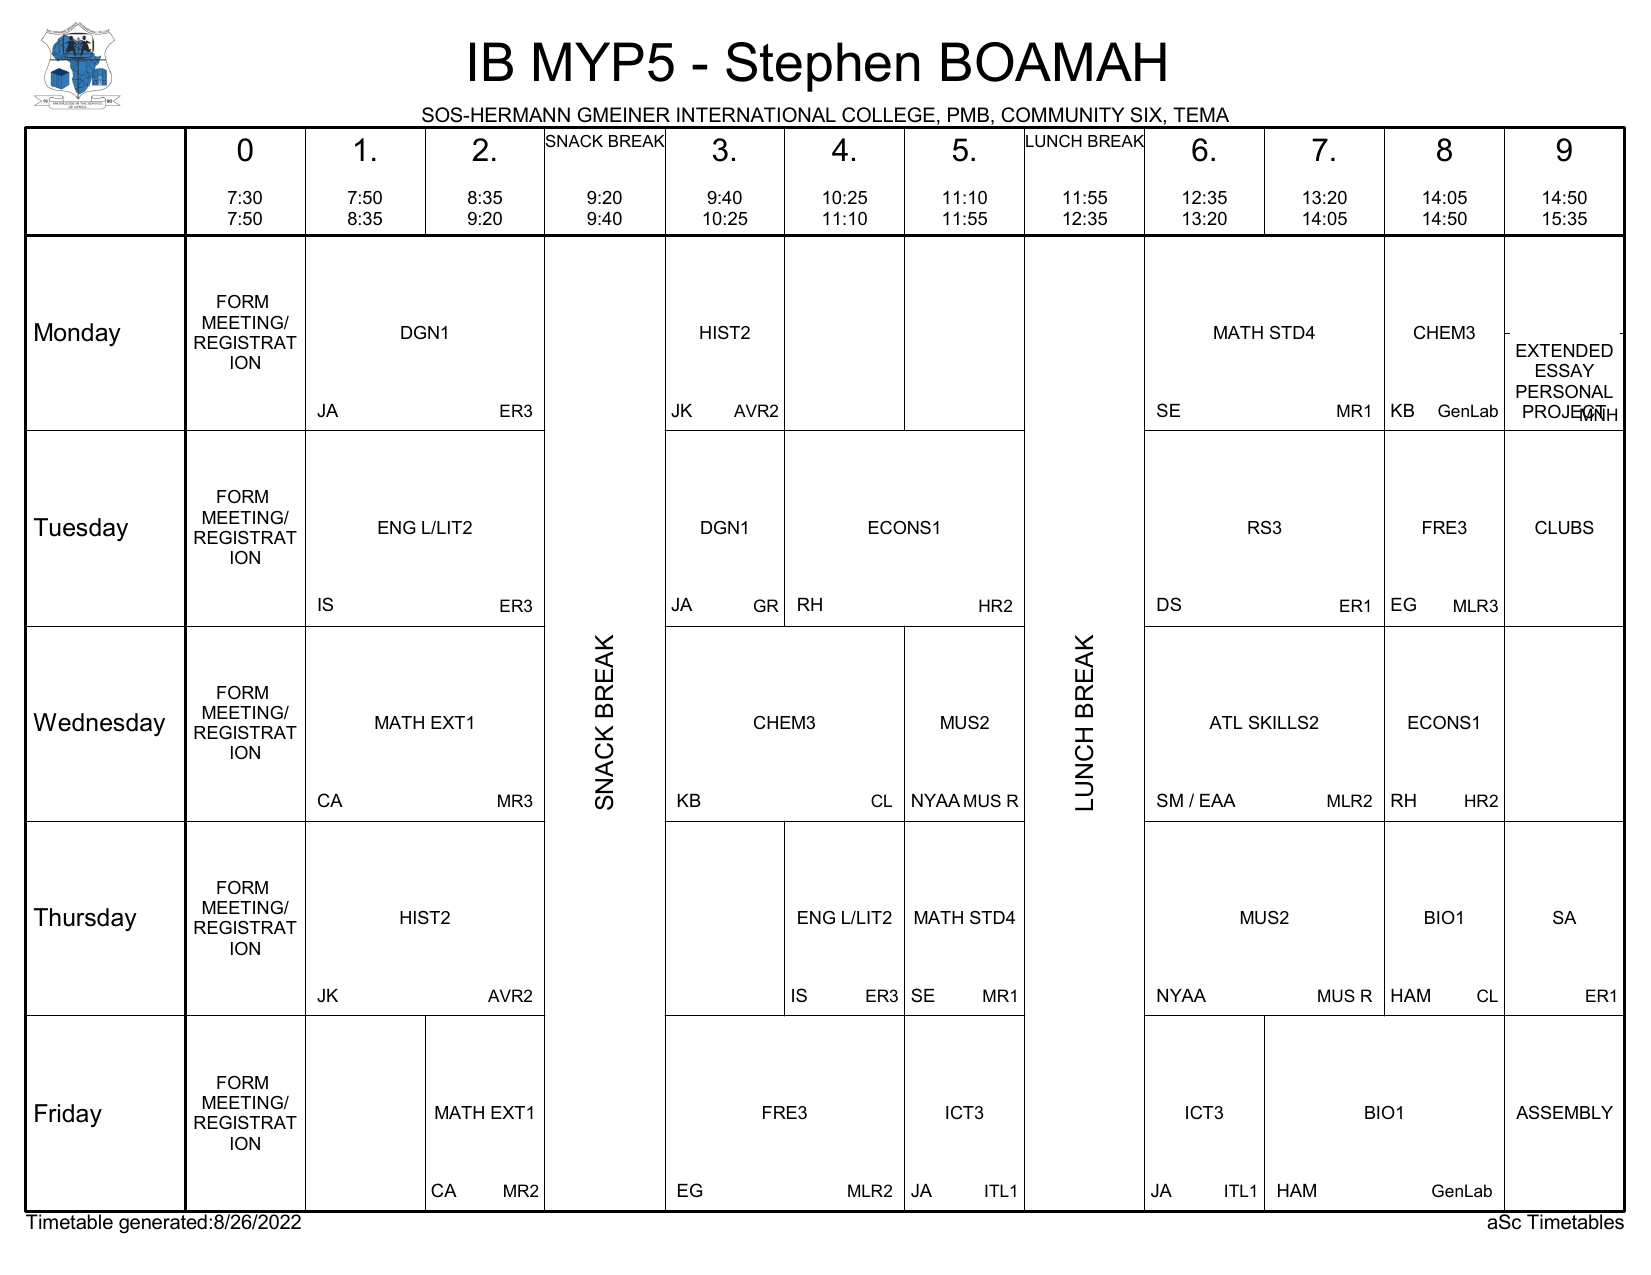 IB MYP5 - Stephen BOAMAH
SOS-HERMANN GMEINER INTERNATIONAL COLLEGE, PMB, COMMUNITY SIX, TEMA
0 1. 2. SNACK BREAK 3. 4. 5. LUNCH BREAK 6. 7. 8 9
7:30 7:50 8:35 9:20 9:40 10:25 11:10 11:55 12:35 13:20 14:05 14:50
7:50 8:35 9:20 9:40 10:25 11:10 11:55 12:35 13:20 14:05 14:50 15:35
Monday
FORM
MEETING/
REGISTRAT
ION
DGN1
JA ER3
HIST2
JK AVR2
MATH STD4
SE MR1
CHEM3
KB GenLab
EXTENDED
ESSAY
PERSONAL
PROJECT
MNH
Tuesday
FORM
MEETING/
REGISTRAT
ION
ENG L/LIT2
IS ER3
DGN1
JA GR
ECONS1
RH HR2
RS3
DS ER1
FRE3
EG MLR3
CLUBS
SNACK BREAK
LUNCH BREAK
Wednesday
FORM
MEETING/
REGISTRAT
ION
MATH EXT1
CA MR3
CHEM3
KB CL
MUS2
NYAA MUS R
ATL SKILLS2
SM / EAA MLR2
ECONS1
RH HR2
Thursday
FORM
MEETING/
REGISTRAT
ION
HIST2
JK AVR2
ENG L/LIT2
IS ER3
MATH STD4
SE MR1
MUS2
NYAA MUS R
BIO1
HAM CL
SA
ER1
Friday
FORM
MEETING/
REGISTRAT
ION
MATH EXT1
CA MR2
FRE3
EG MLR2
ICT3
JA ITL1
ICT3
JA ITL1
BIO1
HAM GenLab
ASSEMBLY
Timetable generated:8/26/2022
aSc Timetables